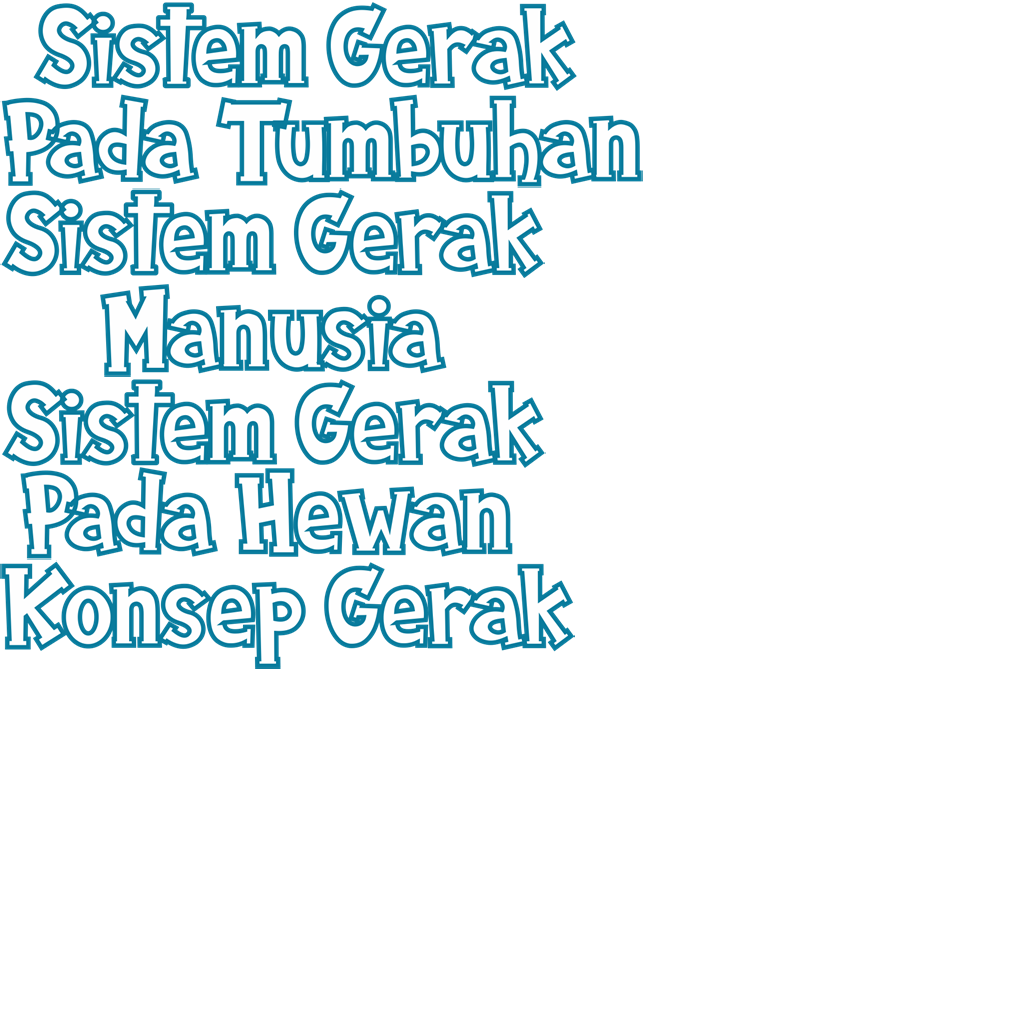 Sistem Gerak
Pada Tumbuhan
Sistem Gerak
Manusia
Sistem Gerak
Pada Hewan
Konsep Gerak